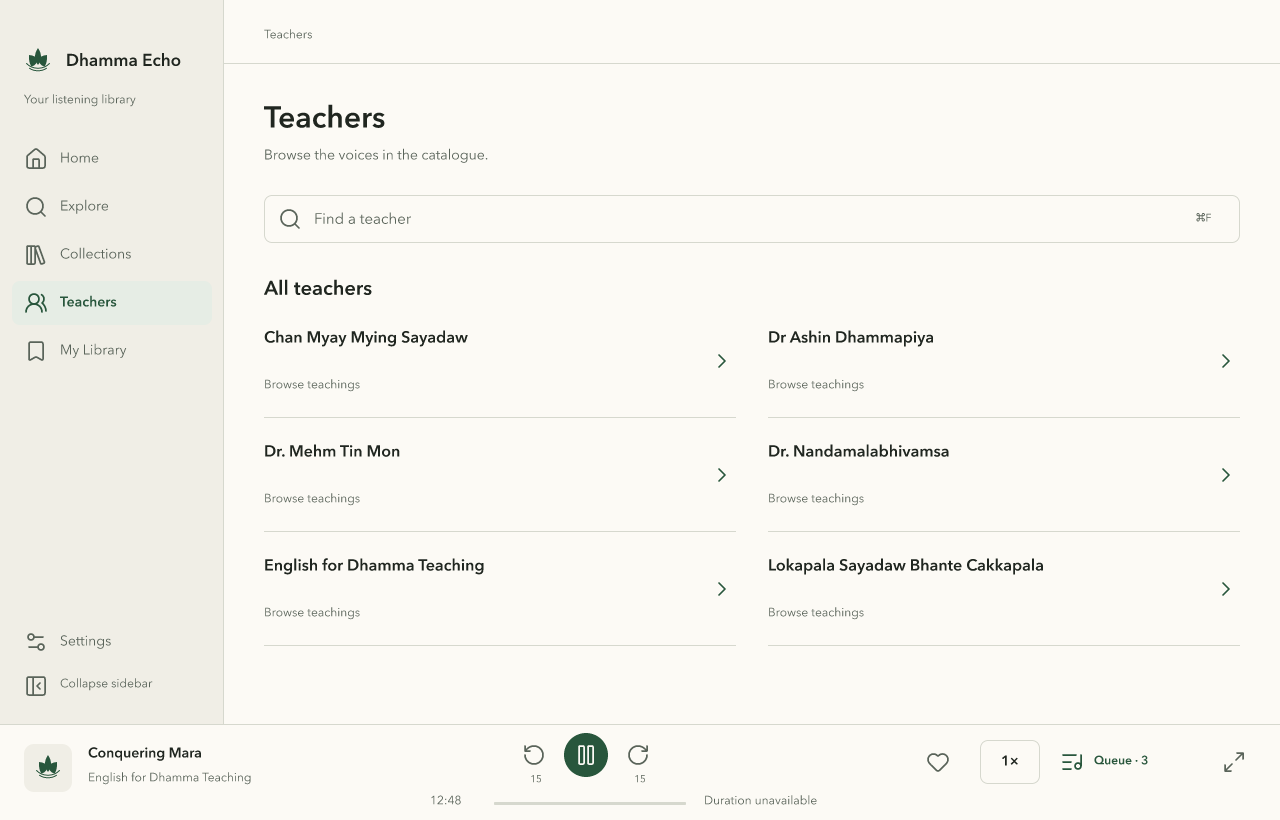 Dhamma Echo
Your listening library
Home
Explore
Collections
Teachers
My Library
Settings
Collapse sidebar
Teachers
Teachers
Browse the voices in the catalogue.
Find a teacher
⌘F
All teachers
Chan Myay Mying Sayadaw
Browse teachings
Dr Ashin Dhammapiya
Browse teachings
Dr. Mehm Tin Mon
Browse teachings
Dr. Nandamalabhivamsa
Browse teachings
English for Dhamma Teaching
Browse teachings
Lokapala Sayadaw Bhante Cakkapala
Browse teachings
Conquering Mara
English for Dhamma Teaching
15
15
12:48
Duration unavailable
1×
Queue · 3